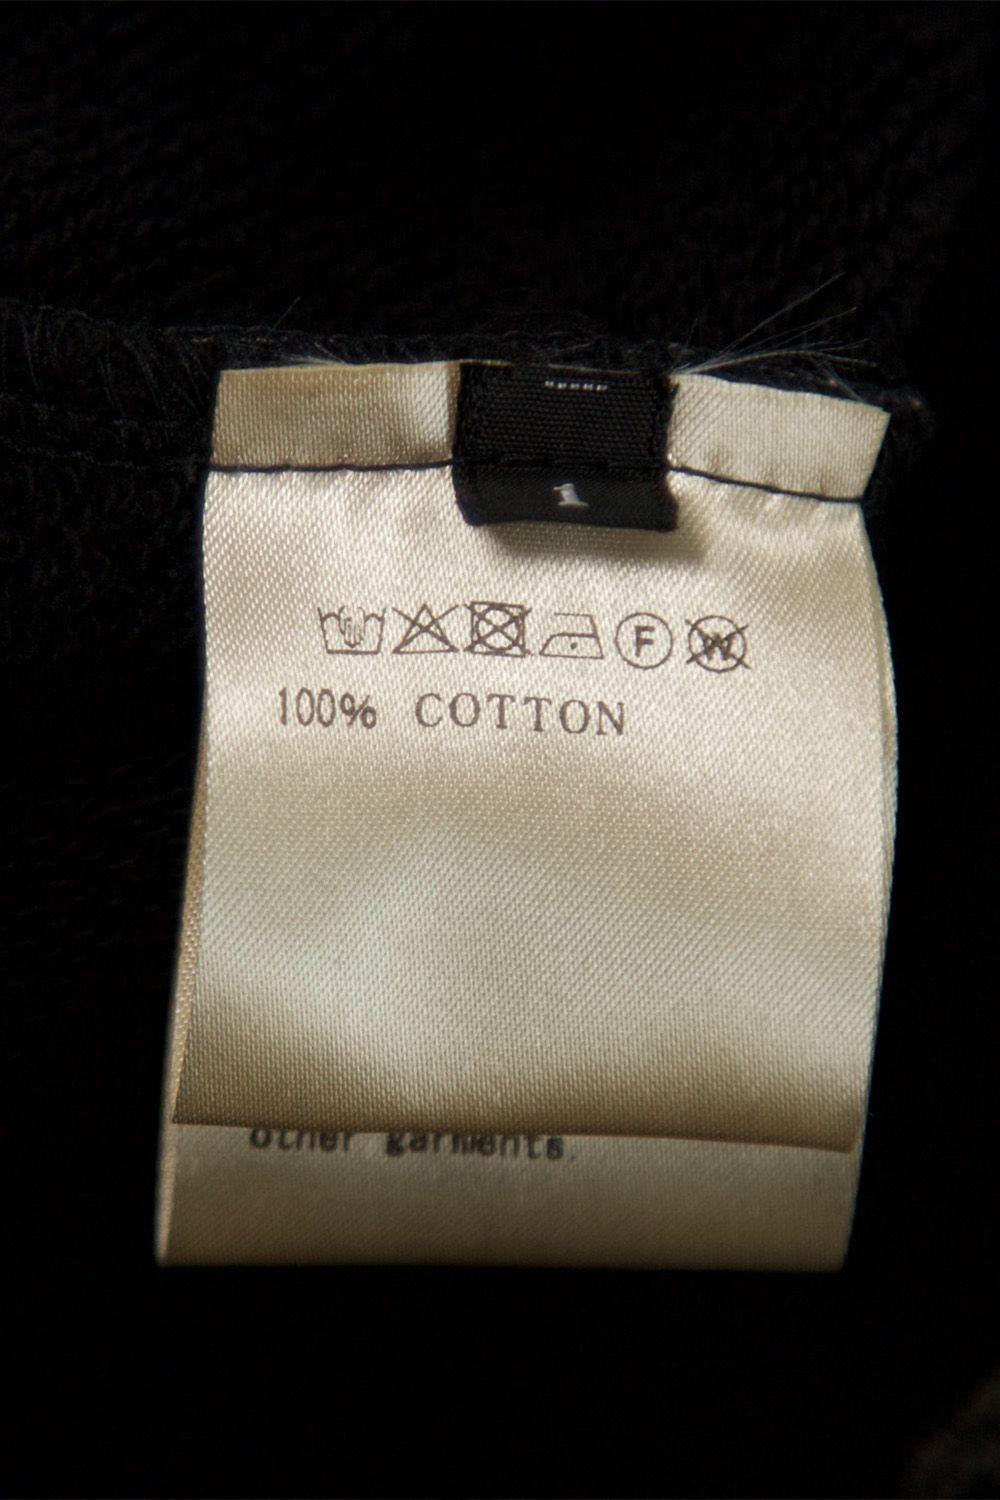 1
F W
100% COTTON
other garments.